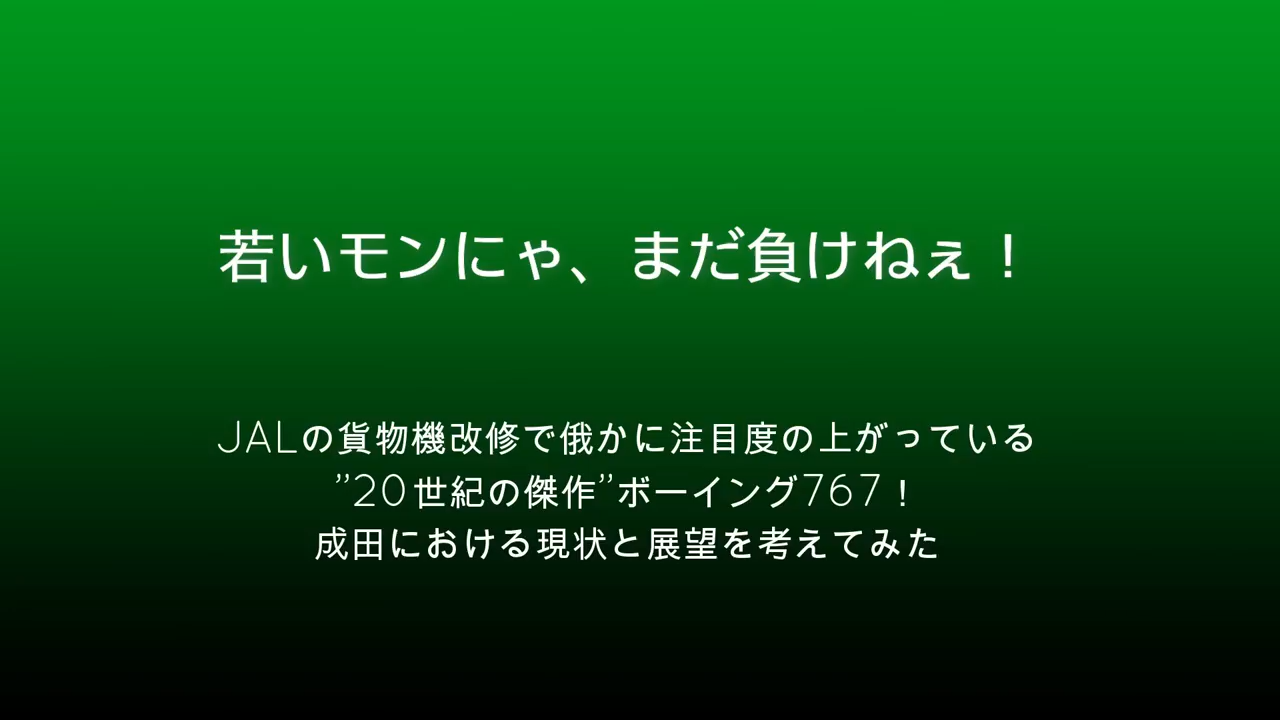 若いモンにゃ、まだ負けねぇ！
JALの貨物機改修で俄かに注目度の上がっている
”20世紀の傑作”ボーイング767！
成田における現状と展望を考えてみた